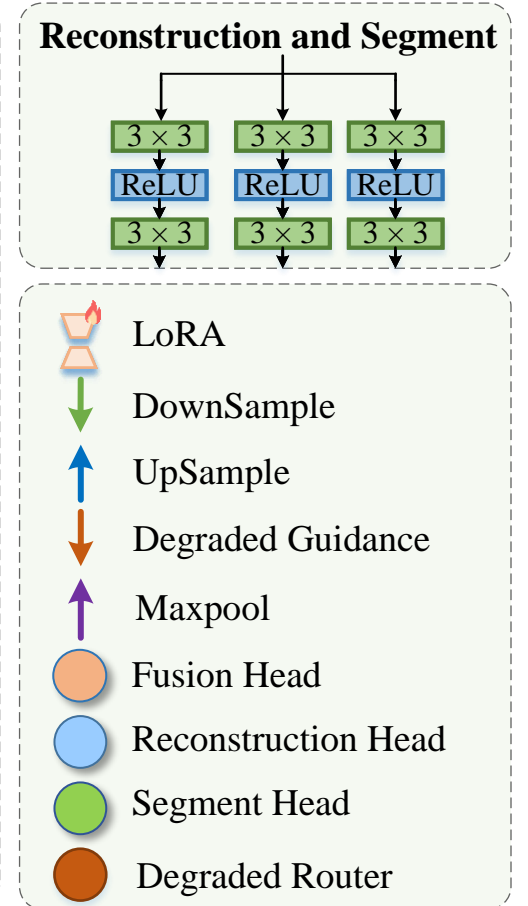 Reconstruction and Segment
3 × 3 3 × 3 3 × 3
ReLU ReLU ReLU
3 × 3 3 × 3 3 × 3
LoRA
DownSample
UpSample
Degraded Guidance
Maxpool
Fusion Head
Reconstruction Head
Segment Head
Degraded Router